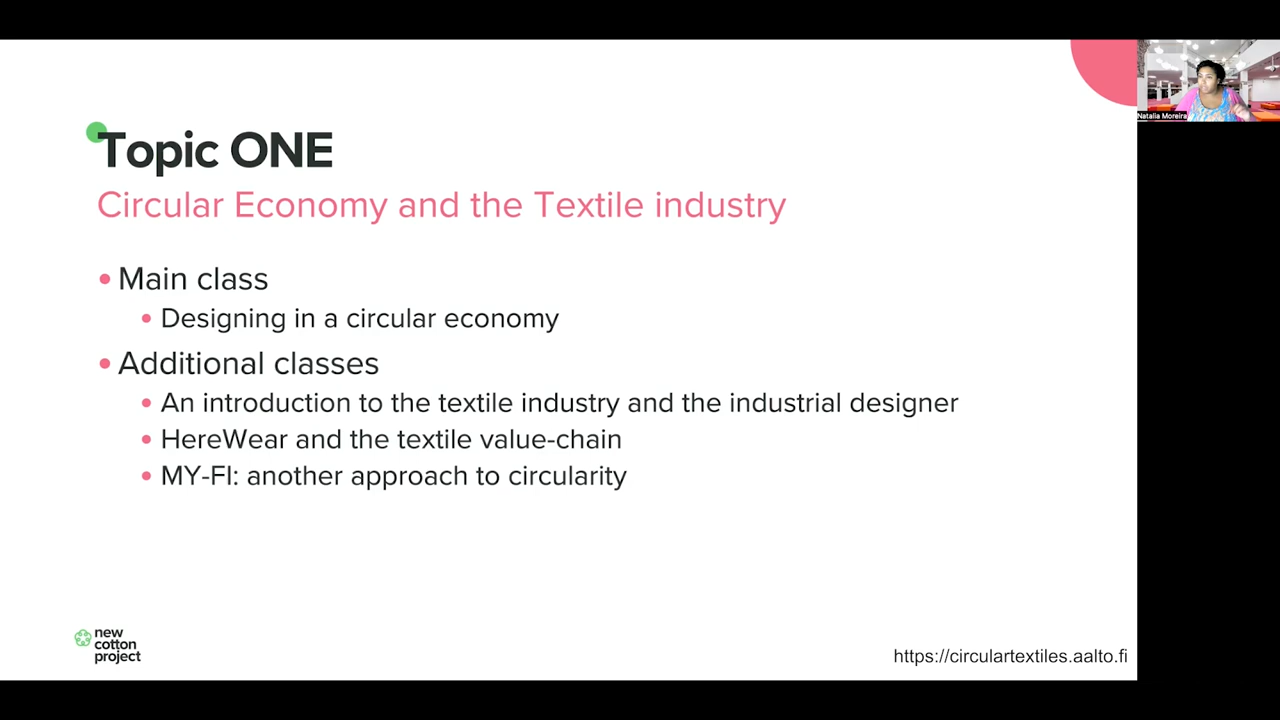 Topic ONE
Circular Economy and the Textile industry
• Main class
• Designing in a circular economy
• Additional classes
• An introduction to the textile industry and the industrial designer
• HereWear and the textile value-chain
• MY-FI: another approach to circularity
new
cotton
project
https://circulartextiles.aalto.fi
Natalia Moreira